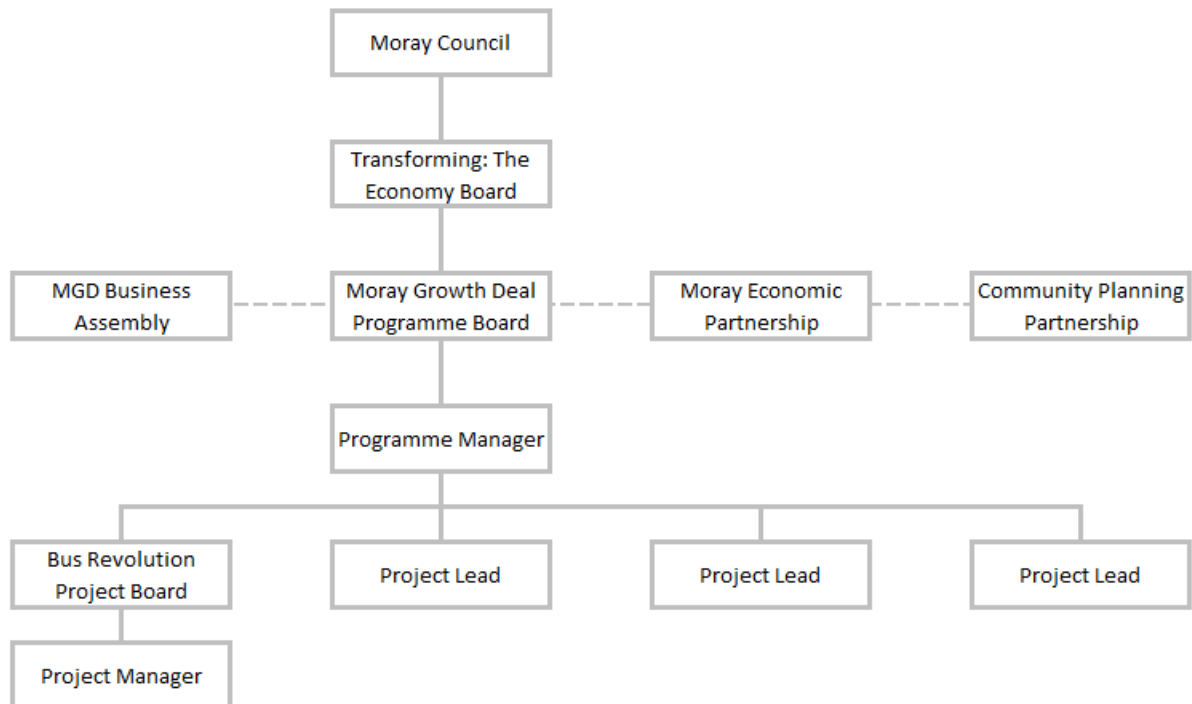 Moray Council
Transforming: The
Economy Board
MGD Business
Assembly
Moray Growth Deal
Programme Board
Moray Economic
Partnership
Community Planning
Partnership
Programme Manager
Bus Revolution
Project Board
Project Lead
Project Lead
Project Lead
Project Manager